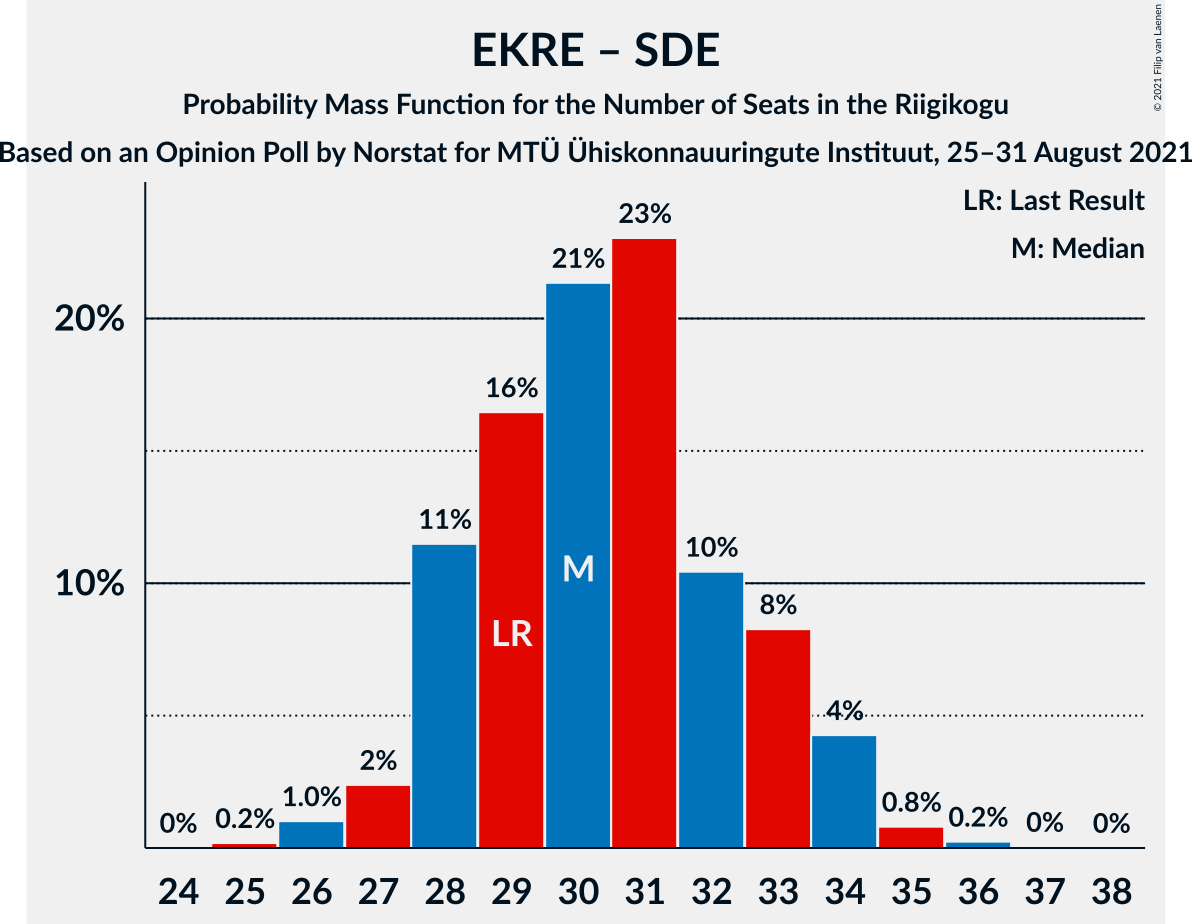 EKRE – SDE
Probability Mass Function for the Number of Seats in the Riigikogu
Based on an Opinion Poll by Norstat for MTÜ Ühiskonnauuringute Instituut, 25–31 August 2021
© 2021 Filip van Laenen
LR: Last Result
M: Median
20%
10%
0%
0.2%
1.0%
2%
11%
16%
21%
23%
10%
8%
4%
0.8%
0.2%
0%
0%
LR
M
24 25 26 27 28 29 30 31 32 33 34 35 36 37 38